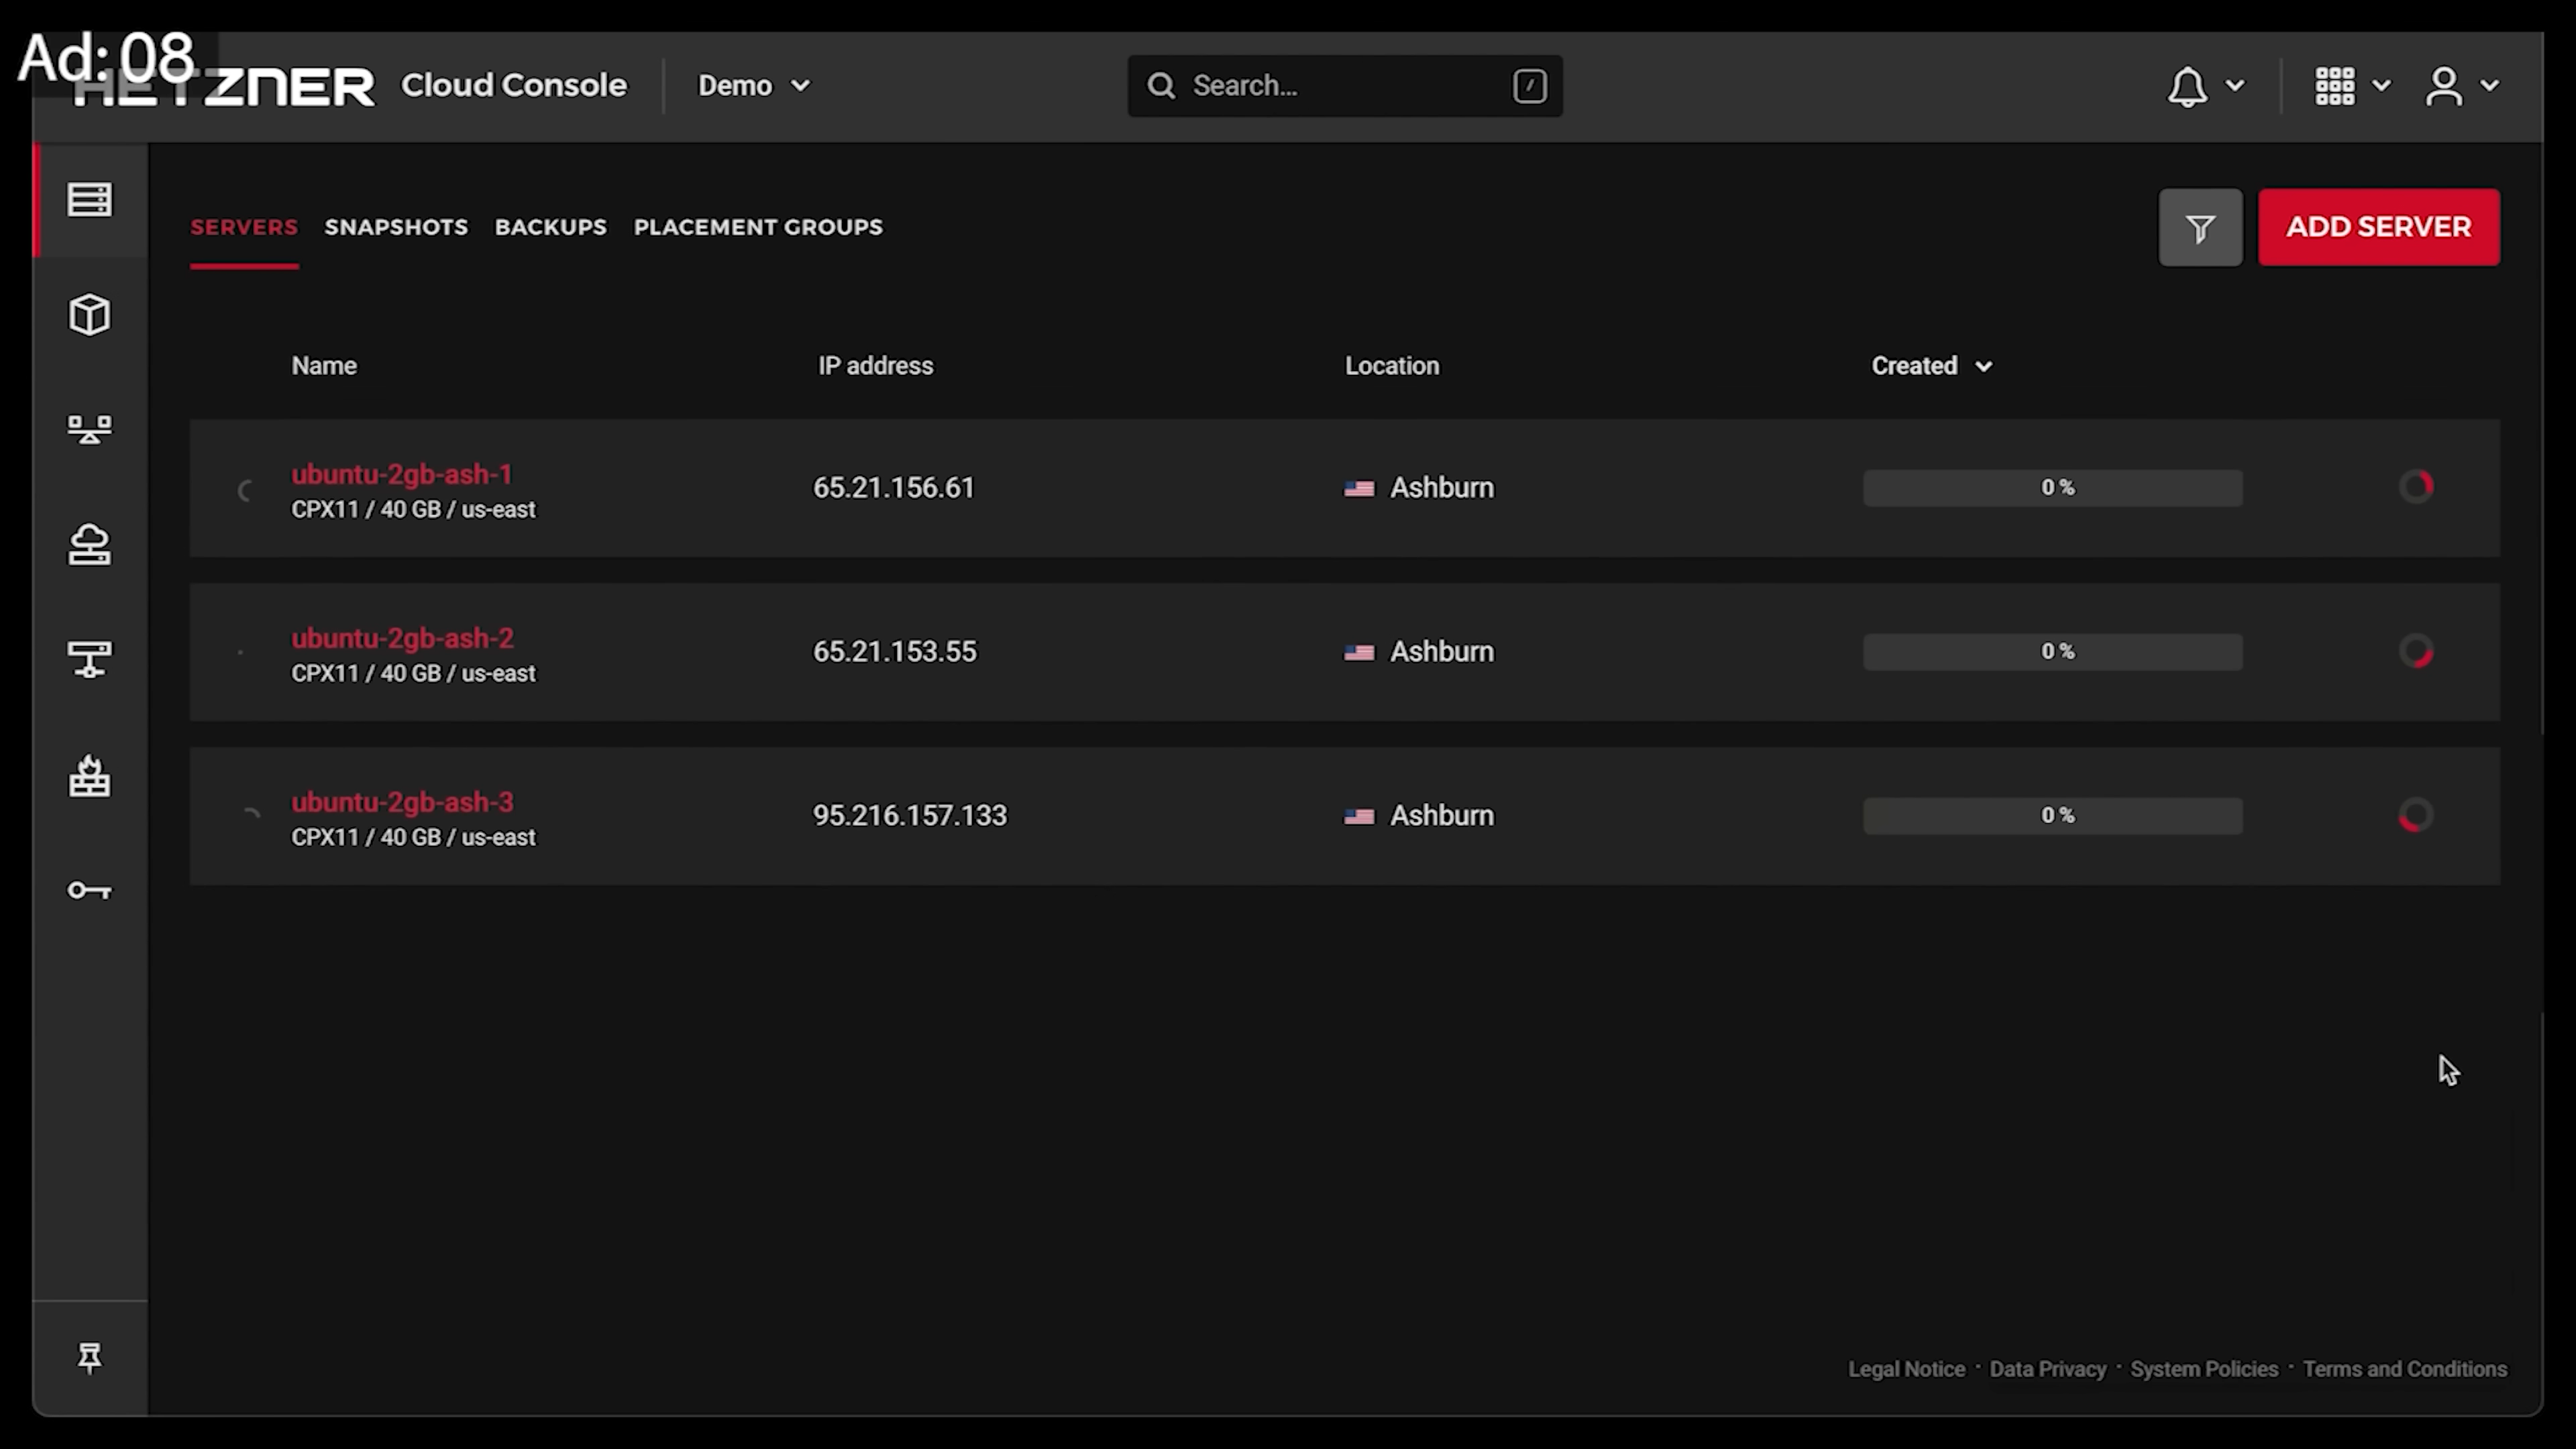 Ad: 08
HETZNER Cloud Console Demo Search... /
SERVERS SNAPSHOTS BACKUPS PLACEMENT GROUPS ADD SERVER
Name IP address Location Created
ubuntu-2gb-ash-1
CPX11 / 40 GB / us-east
65.21.156.61 Ashburn 0 %
ubuntu-2gb-ash-2
CPX11 / 40 GB / us-east
65.21.153.55 Ashburn 0 %
ubuntu-2gb-ash-3
CPX11 / 40 GB / us-east
95.216.157.133 Ashburn 0 %
Legal Notice · Data Privacy · System Policies · Terms and Conditions